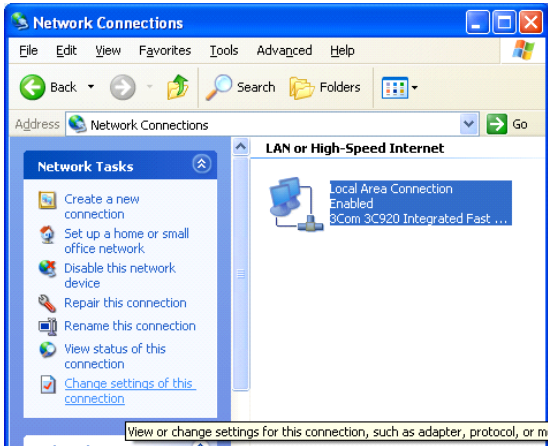 Network Connections
File Edit View Favorites Tools Advanced Help
Back Search Folders
Address Network Connections Go
Network Tasks
Create a new
connection
Set up a home or small
office network
Disable this network
device
Repair this connection
Rename this connection
View status of this
connection
Change settings of this
connection
LAN or High-Speed Internet
Local Area Connection
Enabled
3Com 3C920 Integrated Fast ...
View or change settings for this connection, such as adapter, protocol, or